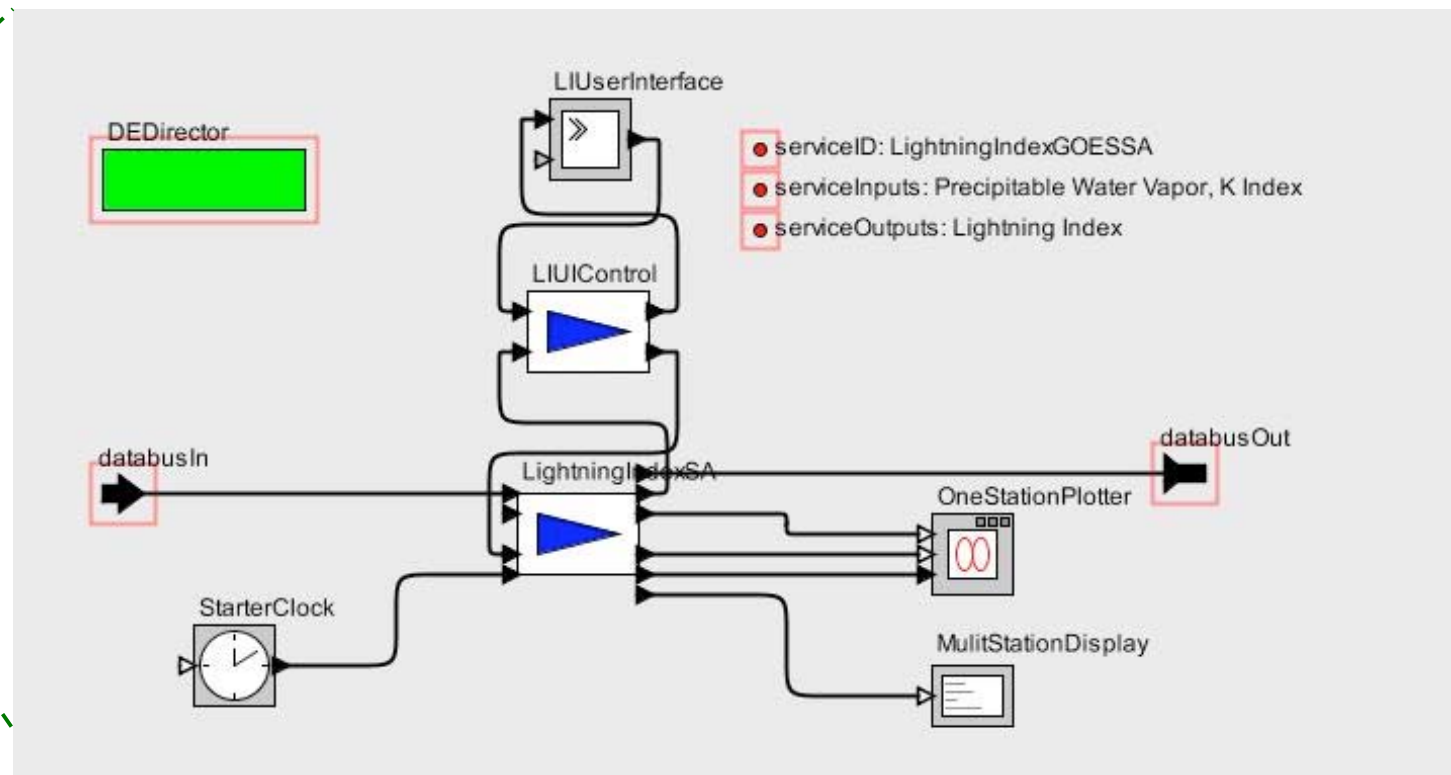 LIUserInterface
DEDirector
serviceID: LightningIndexGOESSA
serviceInputs: Precipitable Water Vapor, K Index
serviceOutputs: Lightning Index
LIUIControl
databusIn
databusOut
LightningIndexSA
OneStationPlotter
StarterClock
MulitStationDisplay